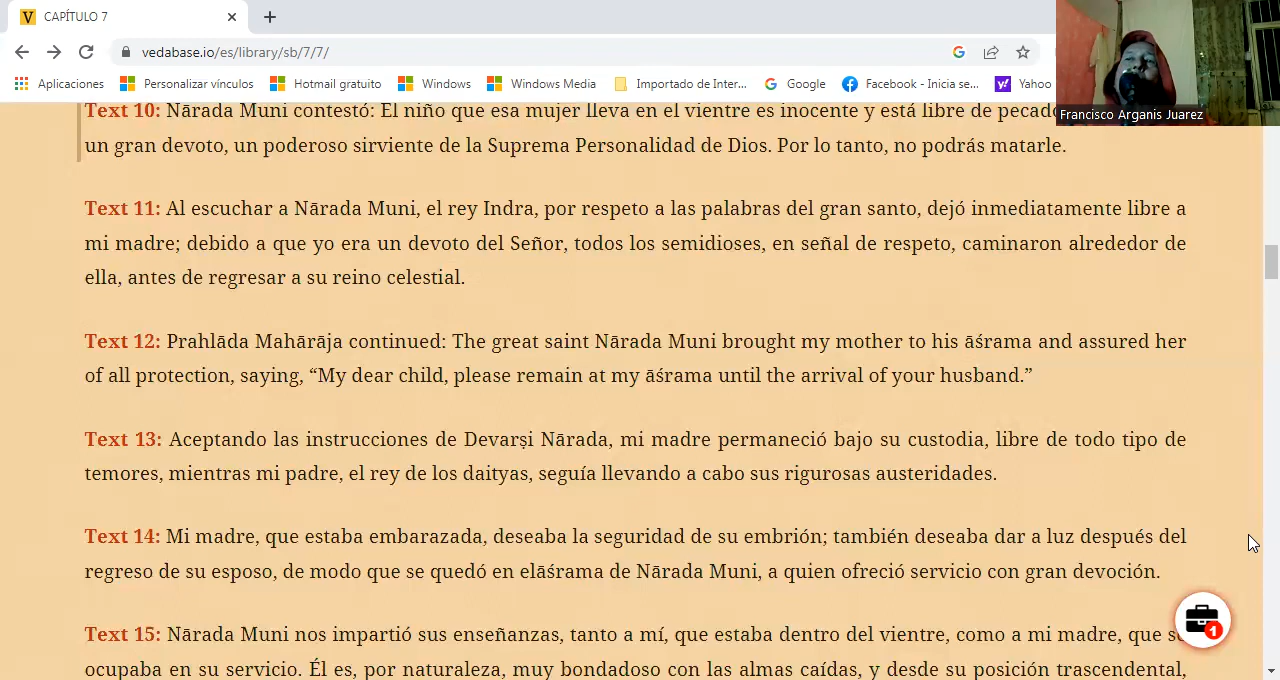 CAPÍTULO 7
vedabase.io/es/library/sb/7/7/
Aplicaciones Personalizar vínculos Hotmail gratuito Windows Windows Media Importado de Inter... Google Facebook - Inicia se... Yahoo
Francisco Arganis Juarez
Text 10: Nārada Muni contestó: El niño que esa mujer lleva en el vientre es inocente y está libre de
un gran devoto, un poderoso sirviente de la Suprema Personalidad de Dios. Por lo tanto, no podrás matarle.
Text 11: Al escuchar a Nārada Muni, el rey Indra, por respeto a las palabras del gran santo, dejó inmediatamente libre a
mi madre; debido a que yo era un devoto del Señor, todos los semidioses, en señal de respeto, caminaron alrededor de
ella, antes de regresar a su reino celestial.
Text 12: Prahlāda Mahārāja continued: The great saint Nārada Muni brought my mother to his āśrama and assured her
of all protection, saying, “My dear child, please remain at my āśrama until the arrival of your husband.”
Text 13: Aceptando las instrucciones de Devarṣi Nārada, mi madre permaneció bajo su custodia, libre de todo tipo de
temores, mientras mi padre, el rey de los daityas, seguía llevando a cabo sus rigurosas austeridades.
Text 14: Mi madre, que estaba embarazada, deseaba la seguridad de su embrión; también deseaba dar a luz después del
regreso de su esposo, de modo que se quedó en elāśrama de Nārada Muni, a quien ofreció servicio con gran devoción.
Text 15: Nārada Muni nos impartió sus enseñanzas, tanto a mí, que estaba dentro del vientre, como a mi madre, que
ocupaba en su servicio. Él es, por naturaleza, muy bondadoso con las almas caídas, y desde su posición trascendental,
1